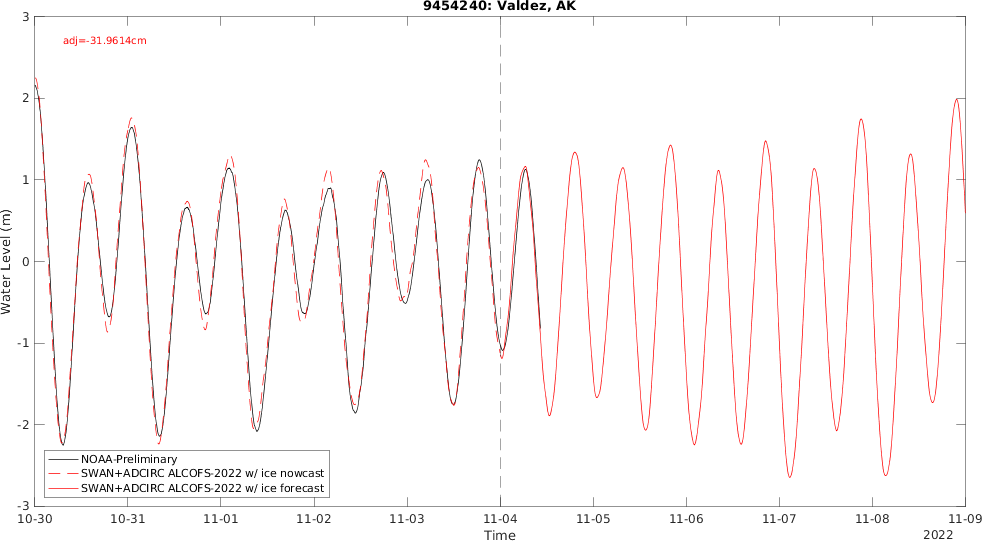 9454240: Valdez, AK
adj=-31.9614cm
Water Level (m)
3
2
1
0
-1
-2
-3
NOAA-Preliminary
SWAN+ADCIRC ALCOFS-2022 w/ ice nowcast
SWAN+ADCIRC ALCOFS-2022 w/ ice forecast
10-30 10-31 11-01 11-02 11-03 11-04 11-05 11-06 11-07 11-08 11-09
Time
2022